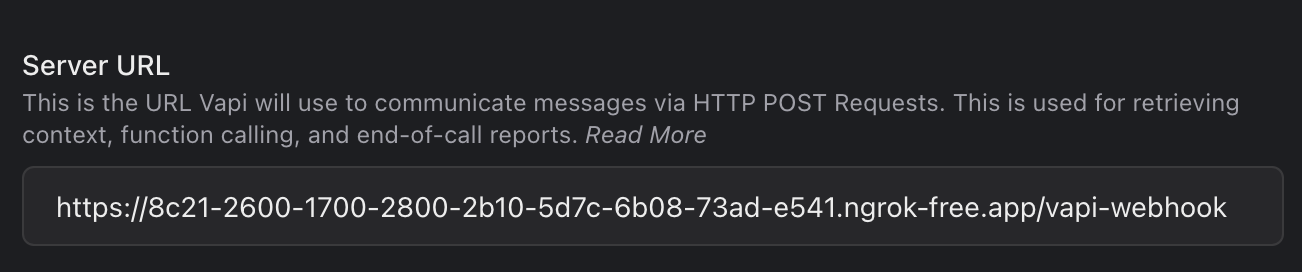 Server URL
This is the URL Vapi will use to communicate messages via HTTP POST Requests. This is used for retrieving
context, function calling, and end-of-call reports. Read More
https://8c21-2600-1700-2800-2b10-5d7c-6b08-73ad-e541.ngrok-free.app/vapi-webhook